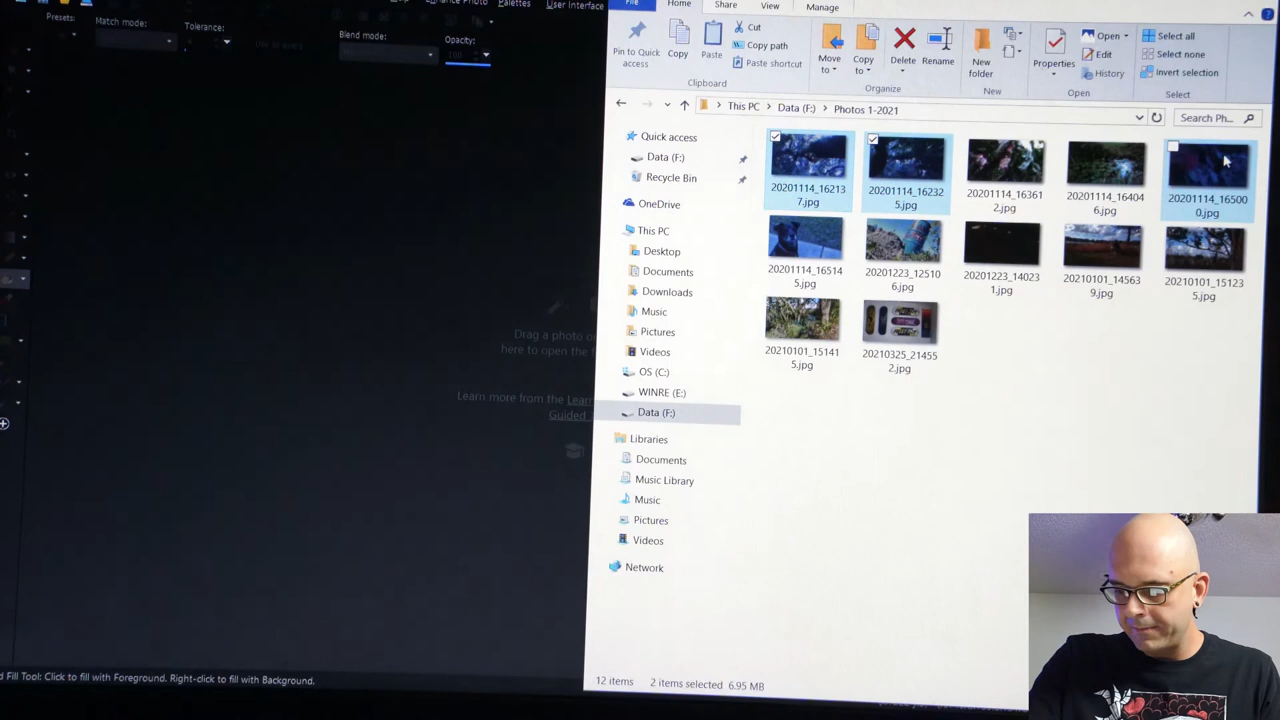 Enhance Photo Palettes User Interface
Presets:
Match mode:
Tolerance:
Blend mode:
Opacity:
100
Drag a photo or
here to open the f
Learn more from the Lear
Guided
Fill Tool: Click to fill with Foreground. Right-click to fill with Background.
File Home Share View Manage
Pin to Quick
access
Copy
Paste
Cut
Copy path
Paste shortcut
Clipboard
Move
to
Copy
to
Delete
Rename
Organize
New
folder
New
Properties
Open
Edit
History
Open
Select all
Select none
Invert selection
Select
This PC > Data (F:) > Photos 1-2021
Search Ph...
Quick access
Data (F:)
Recycle Bin
OneDrive
This PC
Desktop
Documents
Downloads
Music
Pictures
Videos
OS (C:)
WINRE (E:)
Data (F:)
Libraries
Documents
Music Library
Music
Pictures
Videos
Network
20201114_16213
7.jpg
20201114_16232
5.jpg
20201114_16361
2.jpg
20201114_16404
6.jpg
20201114_16500
0.jpg
20201114_16514
5.jpg
20201223_12510
6.jpg
20201223_14023
1.jpg
20210101_14563
9.jpg
20210101_15123
5.jpg
20210101_15141
5.jpg
20210325_21455
2.jpg
12 items 2 items selected 6.95 MB